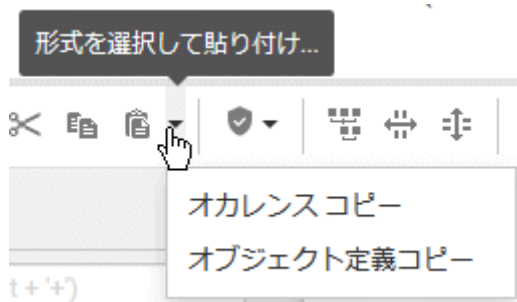 形式を選択して貼り付け...
オカレンス コピー
オブジェクト定義コピー
t + '+')